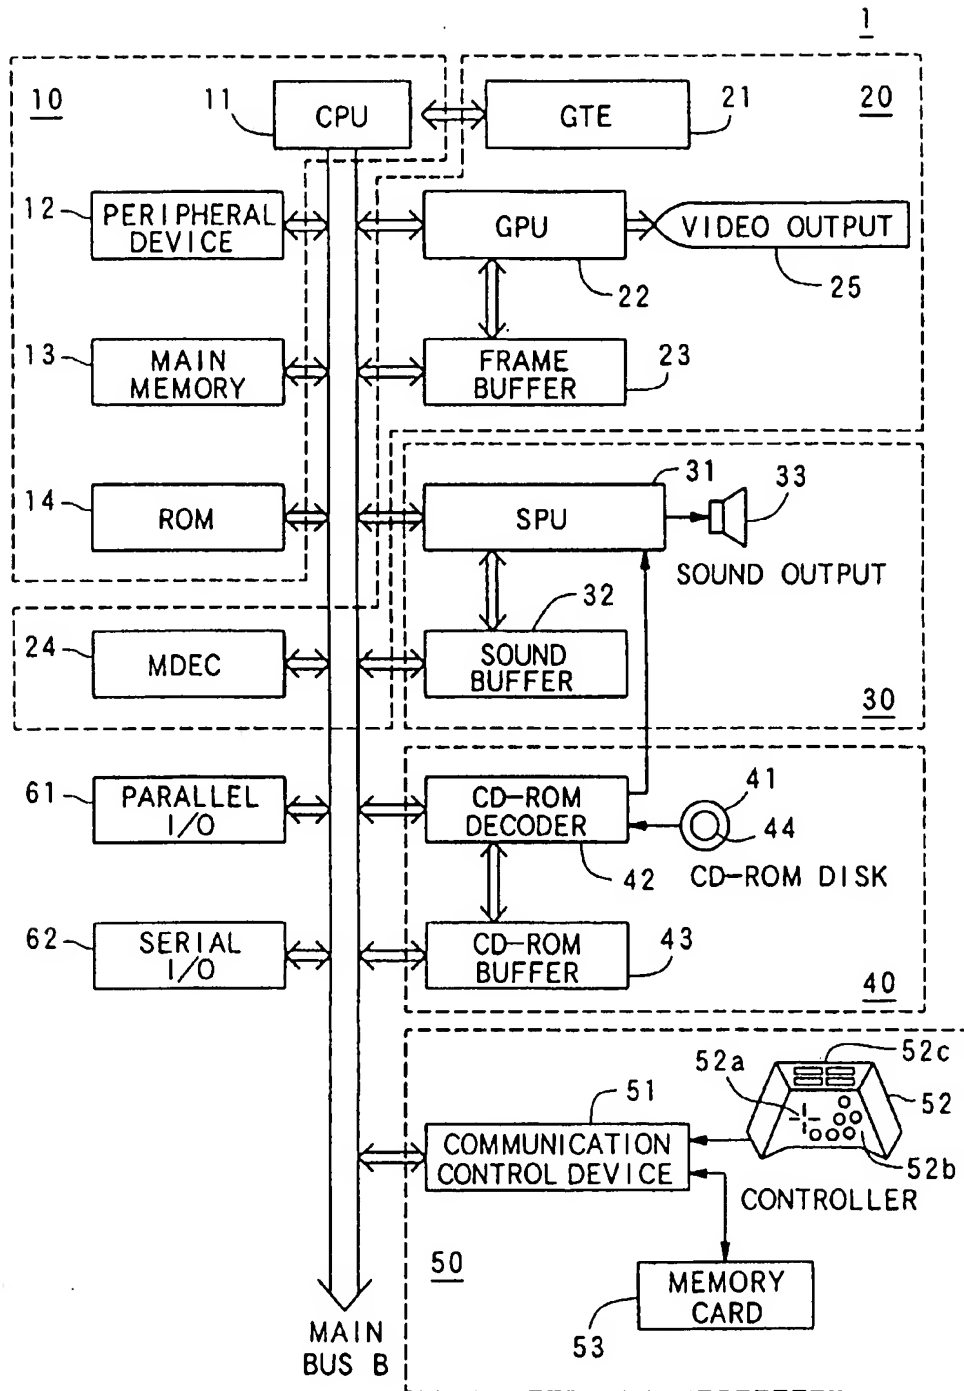 1
10
11
CPU
GTE
21
20
12
PERIPHERAL
DEVICE
GPU
VIDEO OUTPUT
22
25
13
MAIN
MEMORY
FRAME
BUFFER
23
14
ROM
SPU
31
33
SOUND OUTPUT
32
24
MDEC
SOUND
BUFFER
30
61
PARALLEL
I/O
CD-ROM
DECODER
41
44
42
CD-ROM DISK
62
SERIAL
I/O
CD-ROM
BUFFER
43
40
52c
52a
52
51
COMMUNICATION
CONTROL DEVICE
52b
CONTROLLER
50
MEMORY
CARD
53
MAIN
BUS B